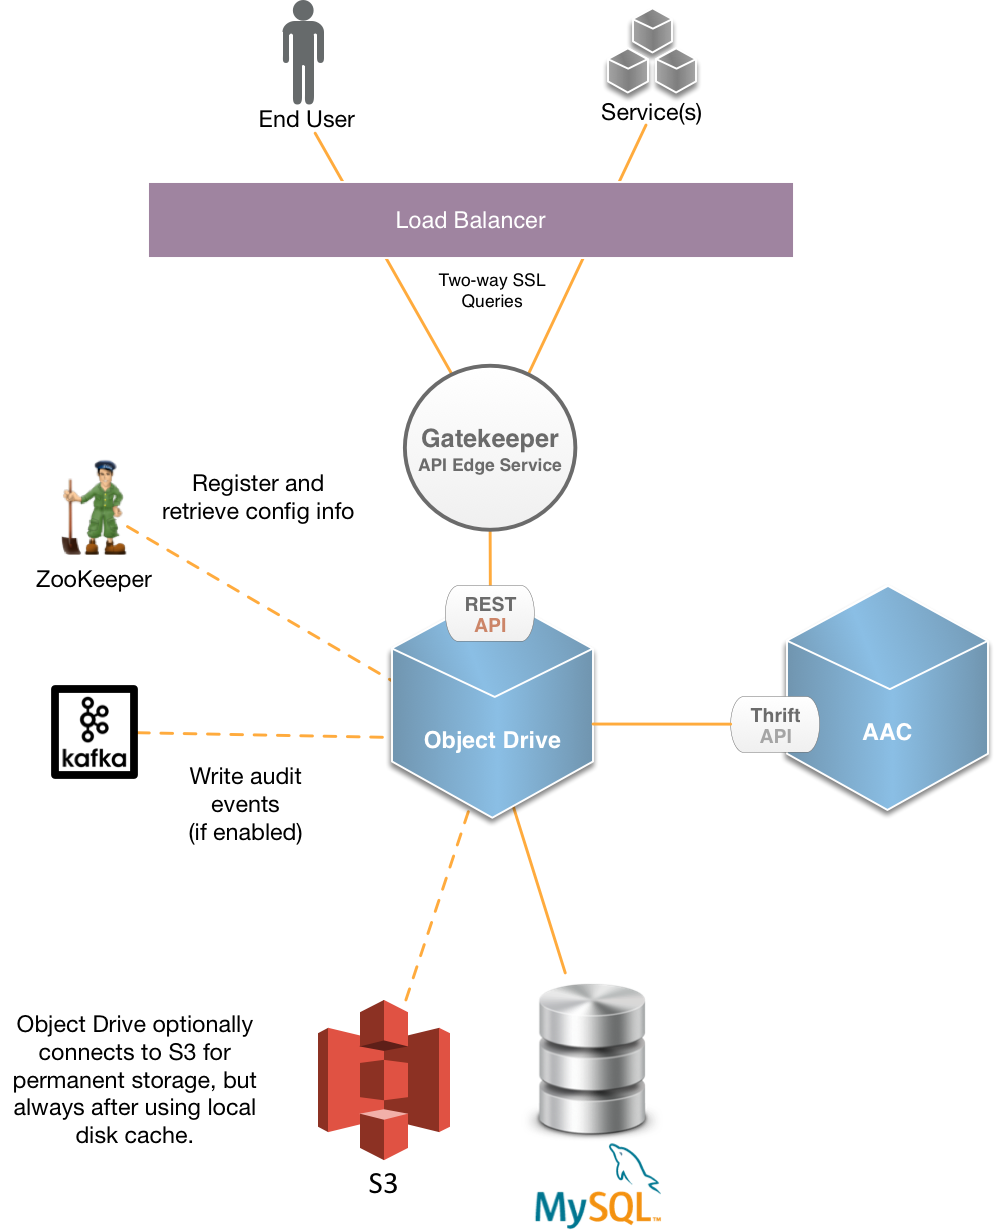 End User
Service(s)
Load Balancer
Two-way SSL
Queries
Gatekeeper
API Edge Service
Register and
retrieve config info
ZooKeeper
REST
API
Object Drive
Thrift
API
AAC
kafka
Write audit
events
(if enabled)
Object Drive optionally
connects to S3 for
permanent storage, but
always after using local
disk cache.
S3
MySQL™